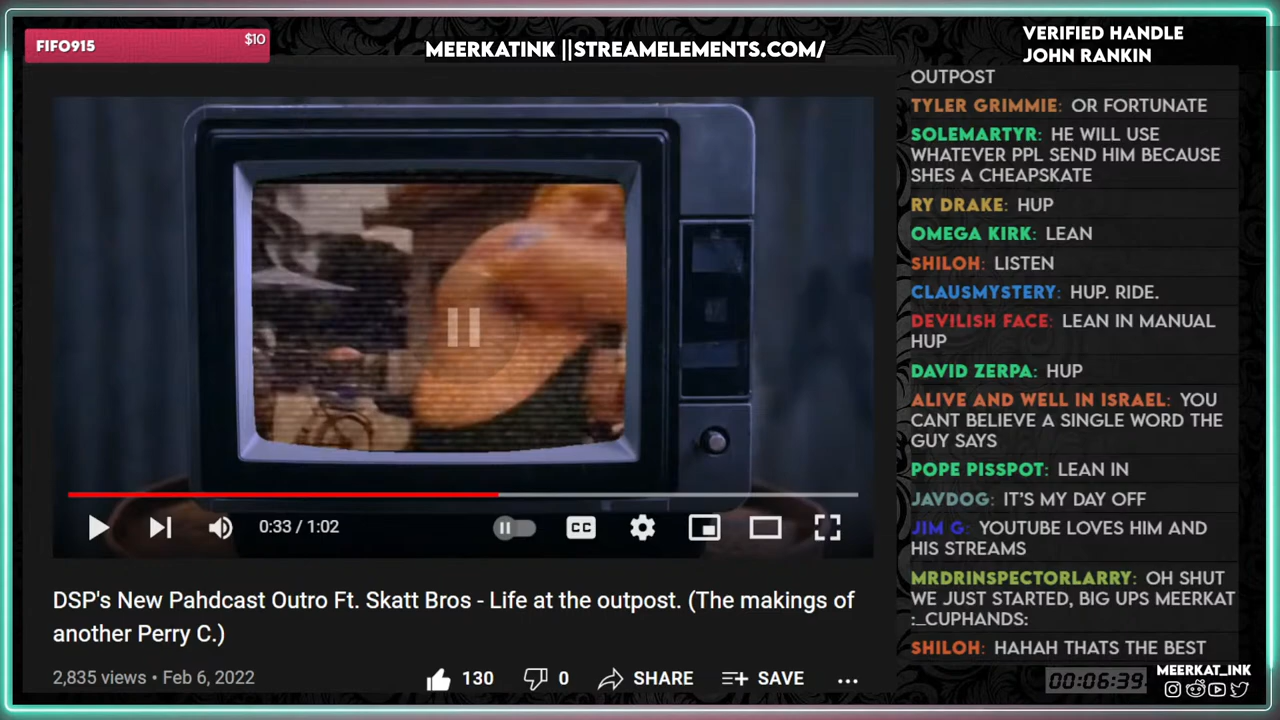 FIFO915
$10
MEERKATINK ||STREAMELEMENTS.COM/
VERIFIED HANDLE
JOHN RANKIN
OUTPOST
TYLER GRIMMIE: OR FORTUNATE
SOLEMARTYR: HE WILL USE
WHATEVER PPL SEND HIM BECAUSE
SHES A CHEAPSKATE
RY DRAKE: HUP
OMEGA KIRK: LEAN
SHILOH: LISTEN
CLAUSMYSTERY: HUP. RIDE.
DEVILISH FACE: LEAN IN MANUAL
HUP
DAVID ZERPA: HUP
ALIVE AND WELL IN ISRAEL: YOU
CANT BELIEVE A SINGLE WORD THE
GUY SAYS
POPE PISSPOT: LEAN IN
JAVDOG: IT'S MY DAY OFF
JIM G: YOUTUBE LOVES HIM AND
HIS STREAMS
MRDRINSPECTORLARRY: OH SHUT
WE JUST STARTED, BIG UPS MEERKAT
:_CUPHANDS:
SHILOH: HAHAH THATS THE BEST
0:33 / 1:02
CC
DSP's New Pahdcast Outro Ft. Skatt Bros - Life at the outpost. (The makings of
another Perry C.)
2,835 views • Feb 6, 2022
130
0
SHARE
SAVE
00:06:39
MEERKAT_INK